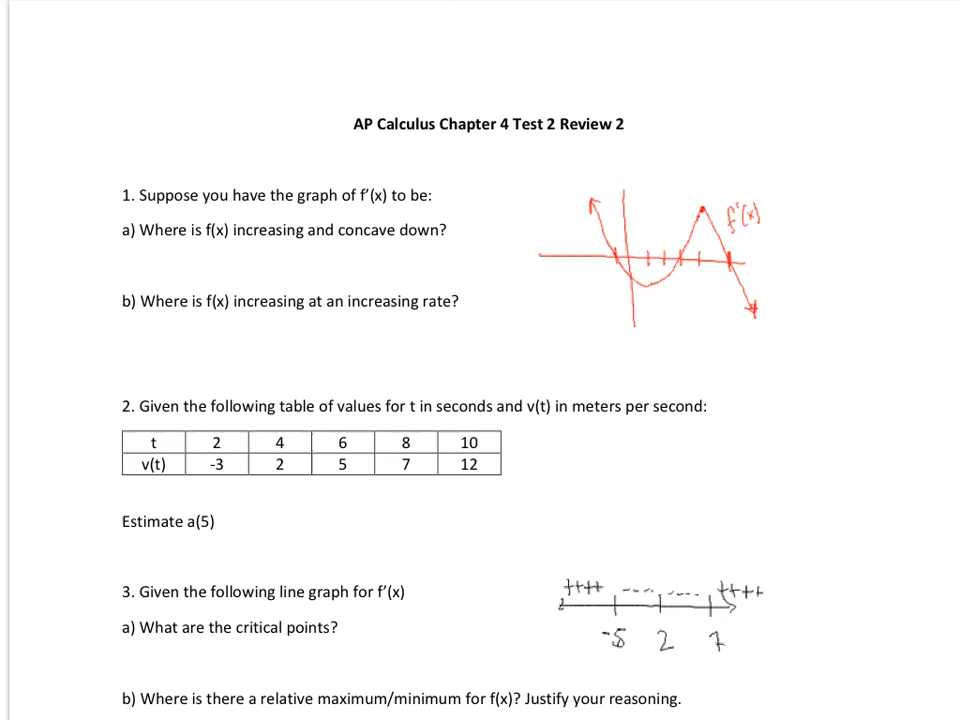 AP Calculus Chapter 4 Test 2 Review 2
1. Suppose you have the graph of f'(x) to be:
f'(x)
a) Where is f(x) increasing and concave down?
b) Where is f(x) increasing at an increasing rate?
2. Given the following table of values for t in seconds and v(t) in meters per second:
t 2 4 6 8 10
v(t) -3 2 5 7 12
Estimate a(5)
3. Given the following line graph for f'(x)
++++ ---- ---- ++++
a) What are the critical points?
-5 2 7
b) Where is there a relative maximum/minimum for f(x)? Justify your reasoning.